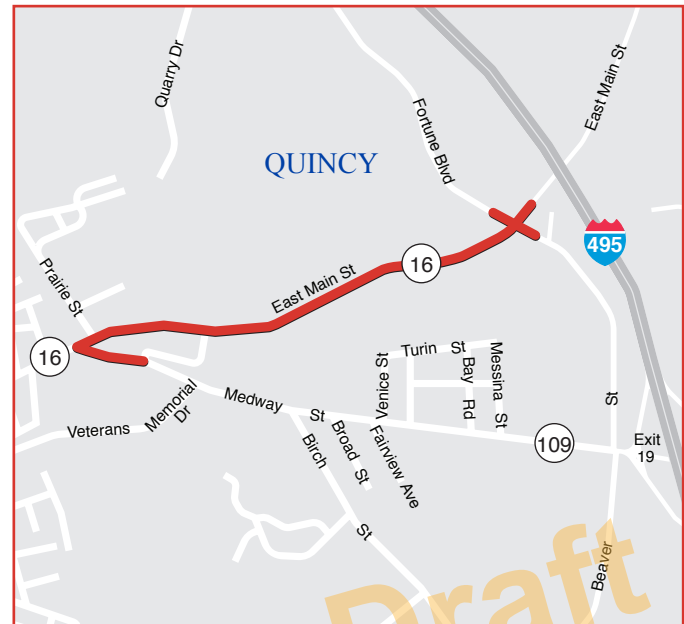 Quarry Dr
Fortune Blvd
East Main St
QUINCY
495
Prairie St
16
East Main St
16
Turin St
Messina St
Venice St
Bay Rd
St
Memorial Dr
Medway St
Veterans
Birch St
Broad St
Fairview Ave
109
Exit
19
Beaver
Draft